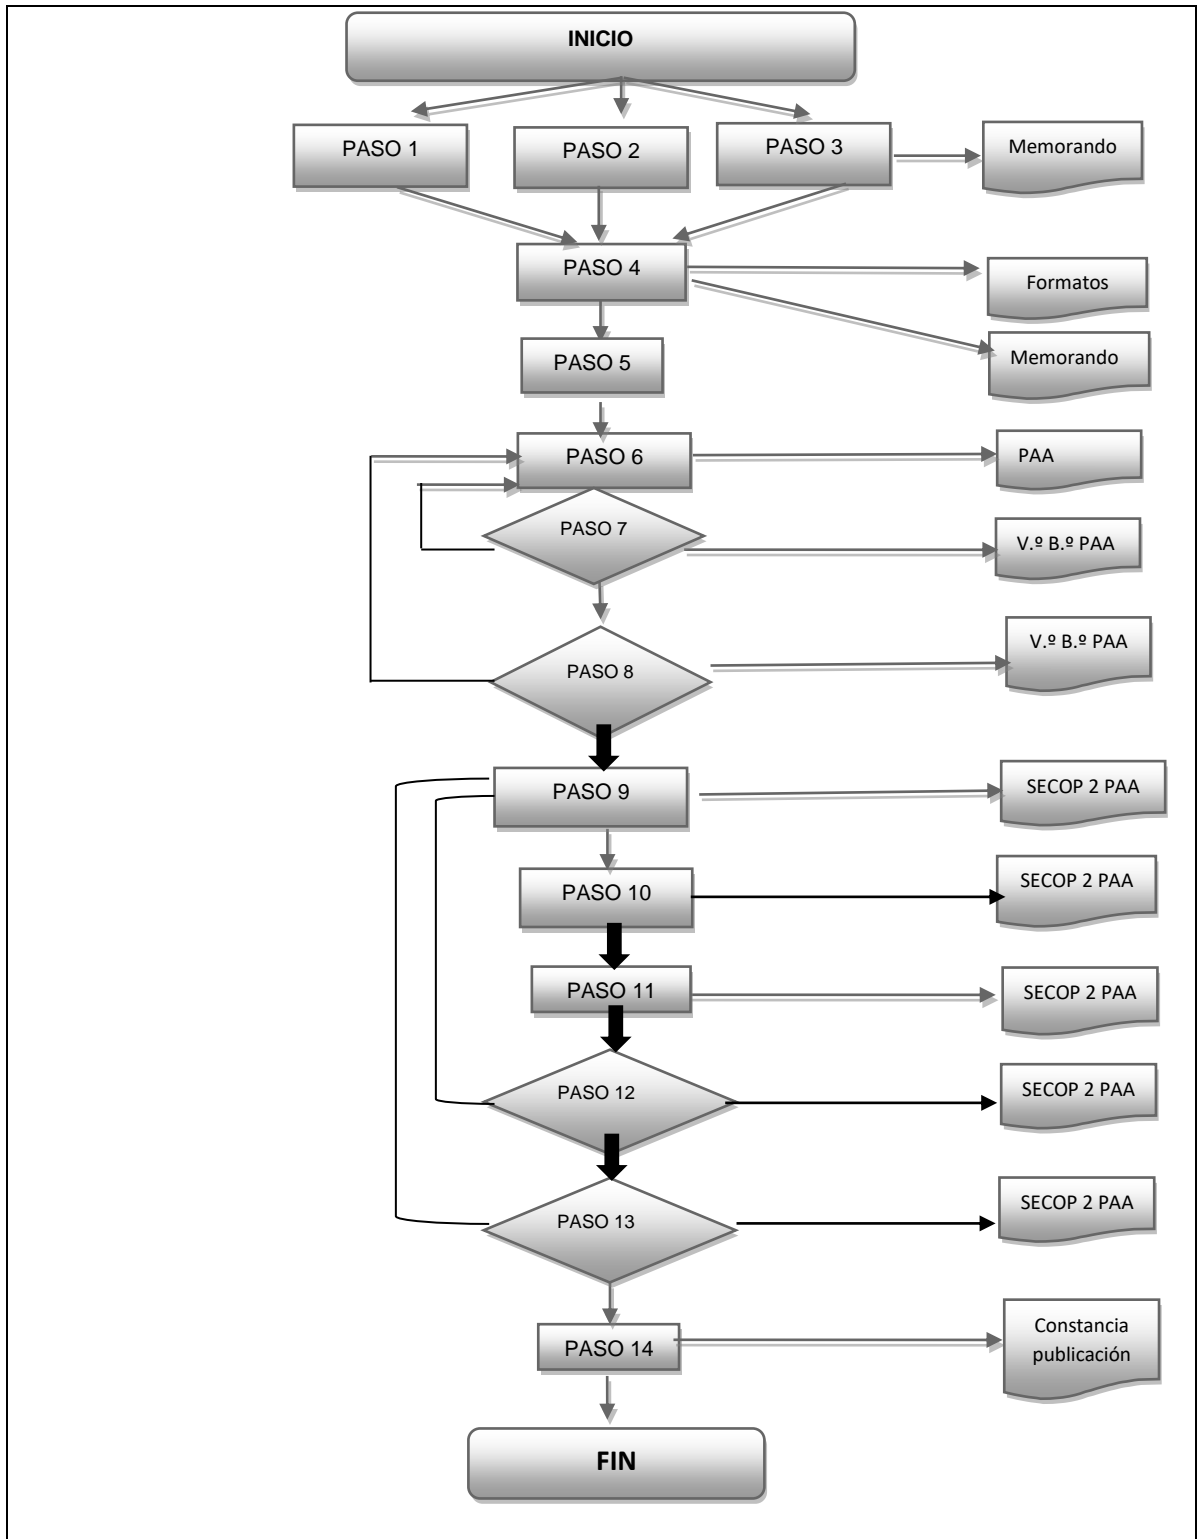 INICIO
PASO 1
PASO 2
PASO 3
Memorando
PASO 4
Formatos
Memorando
PASO 5
PASO 6
PAA
PASO 7
V.º B.º PAA
PASO 8
V.º B.º PAA
PASO 9
SECOP 2 PAA
PASO 10
SECOP 2 PAA
PASO 11
SECOP 2 PAA
PASO 12
SECOP 2 PAA
PASO 13
SECOP 2 PAA
PASO 14
Constancia
publicación
FIN